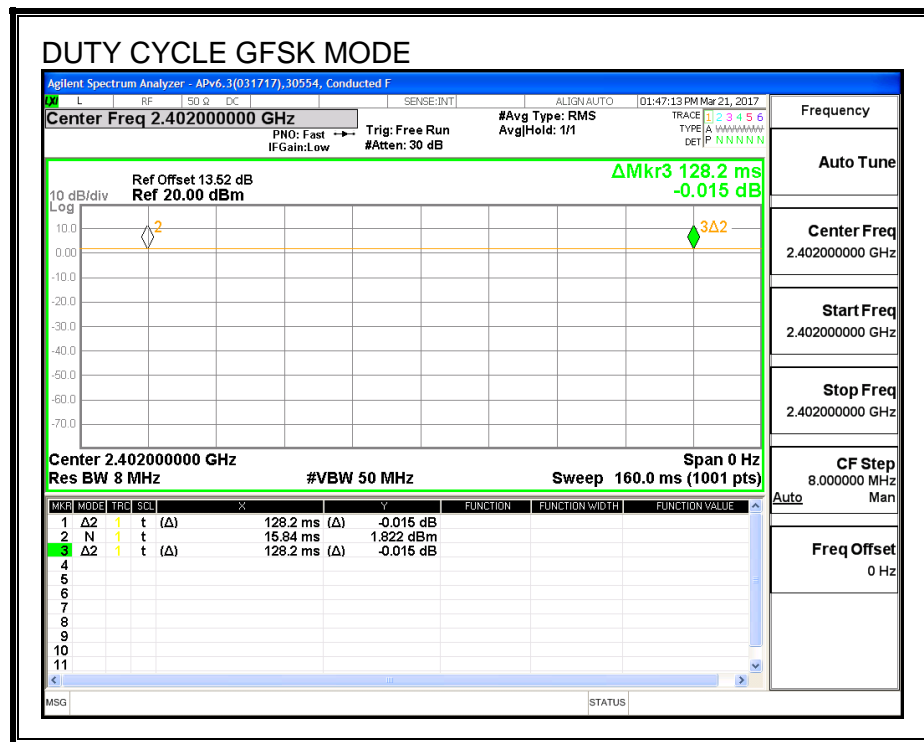 DUTY CYCLE GFSK MODE
Agilent Spectrum Analyzer - APv6.3(031717),30554, Conducted F
LXI L RF 50 Ω DC SENSE:INT ALIGN AUTO 01:47:13 PM Mar 21, 2017
Center Freq 2.402000000 GHz
PNO: Fast
IFGain:Low
Trig: Free Run
#Atten: 30 dB
#Avg Type: RMS
Avg|Hold: 1/1
TRACE 1 2 3 4 5 6
TYPE A WWWWW
DET P N N N N N
Ref Offset 13.52 dB
Ref 20.00 dBm
10 dB/div
Log
ΔMkr3 128.2 ms
-0.015 dB
2
3Δ2
10.0
0.00
-10.0
-20.0
-30.0
-40.0
-50.0
-60.0
-70.0
Center 2.402000000 GHz Span 0 Hz
Res BW 8 MHz #VBW 50 MHz Sweep 160.0 ms (1001 pts)
MKR MODE TRC SCL X Y FUNCTION FUNCTION WIDTH FUNCTION VALUE
1 Δ2 1 t (Δ) 128.2 ms (Δ) -0.015 dB
2 N 1 t 15.84 ms 1.822 dBm
3 Δ2 1 t (Δ) 128.2 ms (Δ) -0.015 dB
4
5
6
7
8
9
10
11
MSG STATUS
Frequency
Auto Tune
Center Freq
2.402000000 GHz
Start Freq
2.402000000 GHz
Stop Freq
2.402000000 GHz
CF Step
8.000000 MHz
Auto Man
Freq Offset
0 Hz